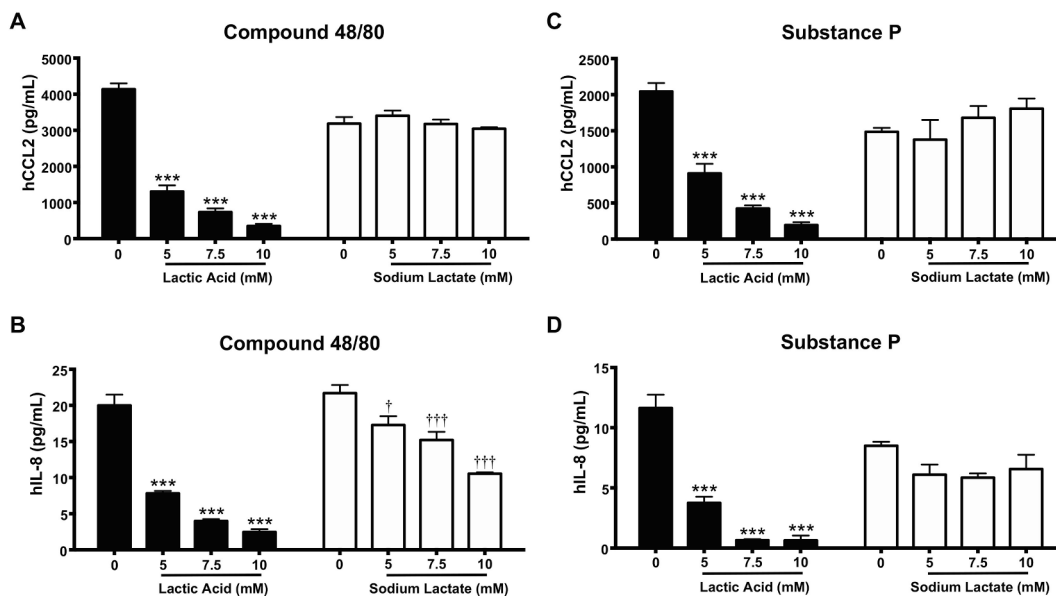 A
Compound 48/80
hCCL2 (pg/mL)
5000
4000
3000
2000
1000
0
***
***
***
0 5 7.5 10 0 5 7.5 10
Lactic Acid (mM) Sodium Lactate (mM)
C
Substance P
hCCL2 (pg/mL)
2500
2000
1500
1000
500
0
***
***
***
0 5 7.5 10 0 5 7.5 10
Lactic Acid (mM) Sodium Lactate (mM)
B
Compound 48/80
hIL-8 (pg/mL)
25
20
15
10
5
0
***
***
***
†
†††
†††
0 5 7.5 10 0 5 7.5 10
Lactic Acid (mM) Sodium Lactate (mM)
D
Substance P
hIL-8 (pg/mL)
15
10
5
0
***
***
***
0 5 7.5 10 0 5 7.5 10
Lactic Acid (mM) Sodium Lactate (mM)